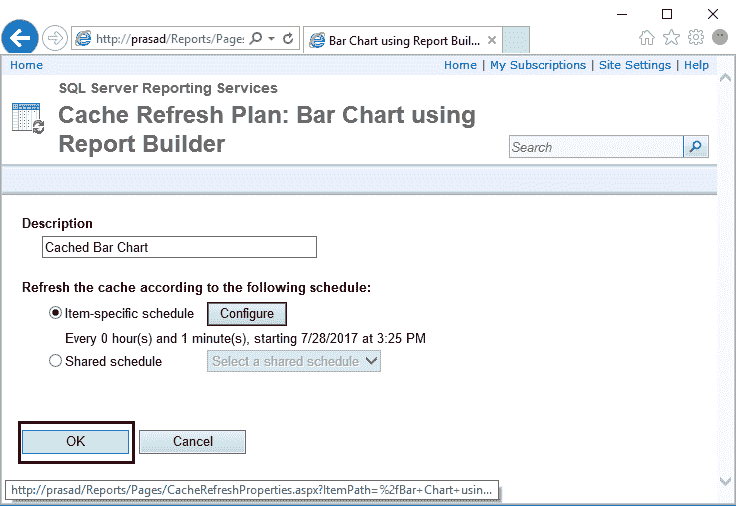 http://prasad/Reports/Page:
Bar Chart using Report Buil...
Home
Home | My Subscriptions | Site Settings | Help
SQL Server Reporting Services
Cache Refresh Plan: Bar Chart using
Report Builder
Search
Description
Cached Bar Chart
Refresh the cache according to the following schedule:
Item-specific schedule
Configure
Every 0 hour(s) and 1 minute(s), starting 7/28/2017 at 3:25 PM
Shared schedule
Select a shared schedule
OK
Cancel
http://prasad/Reports/Pages/CacheRefreshProperties.aspx?ItemPath=%2fBar+Chart+usin...